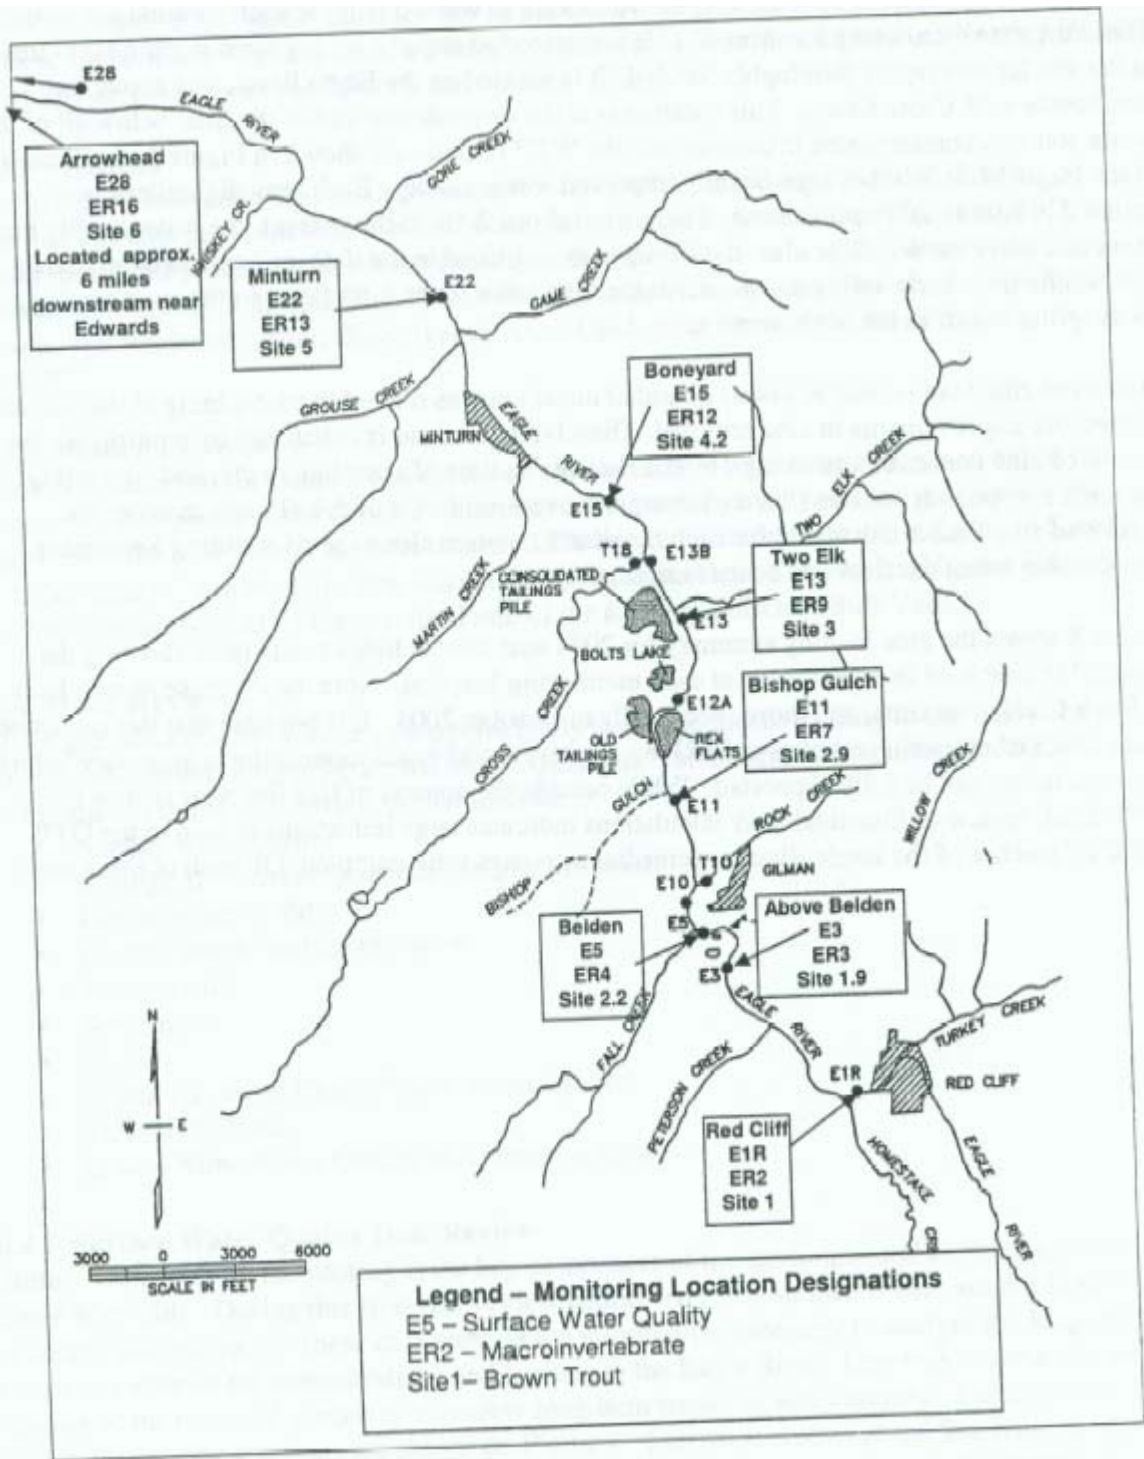 E28
EAGLE RIVER
Arrowhead
E28
ER16
Site 6
Located approx.
6 miles
downstream near
Edwards
GORE CREEK
WHISKEY CR.
Minturn
E22
ER13
Site 5
E22
GAME CREEK
GROUSE CREEK
MINTURN
EAGLE RIVER
Boneyard
E15
ER12
Site 4.2
E15
TWO ELK CREEK
T18
E13B
CONSOLIDATED
TAILINGS
PILE
MARTIN CREEK
Two Elk
E13
ER9
Site 3
E13
BOLTS LAKE
E12A
Bishop Gulch
E11
ER7
Site 2.9
CROSS CREEK
OLD
TAILINGS
PILE
REX
FLATS
WILLOW CREEK
BISHOP GULCH
E11
ROCK CREEK
T10
GILMAN
E10
Belden
E5
ER4
Site 2.2
E5
Above Belden
E3
ER3
Site 1.9
E3
EAGLE RIVER
FALL CREEK
PETERSON CREEK
TURKEY CREEK
E1R
RED CLIFF
Red Cliff
E1R
ER2
Site 1
HOMESTAKE CRE
EAGLE RIVER
N
W E
3000 0 3000 6000
SCALE IN FEET
Legend – Monitoring Location Designations
E5 – Surface Water Quality
ER2 – Macroinvertebrate
Site1– Brown Trout